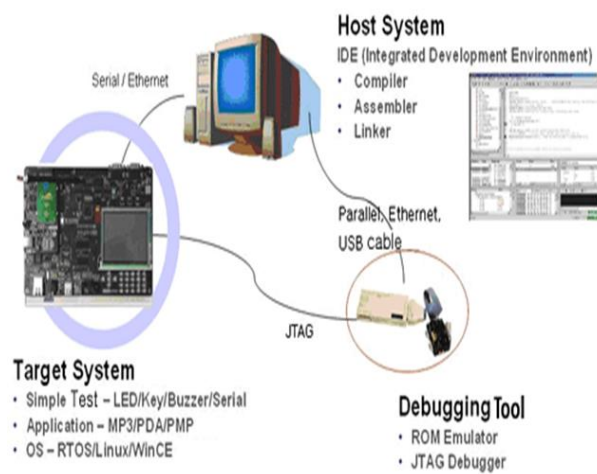 Host System
IDE (Integrated Development Environment)
• Compiler
• Assembler
• Linker
Serial / Ethernet
Parallel, Ethernet,
USB cable
JTAG
Target System
• Simple Test – LED/Key/Buzzer/Serial
• Application – MP3/PDA/PMP
• OS – RTOS/Linux/WinCE
Debugging Tool
• ROM Emulator
• JTAG Debugger